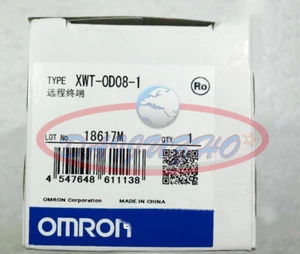 TYPE XWT-OD08-1
远程终端
Ro
LOT No. 18617M QTY. 1
4 547648 611138
OMRON Corporation MADE IN CHINA
OMRON